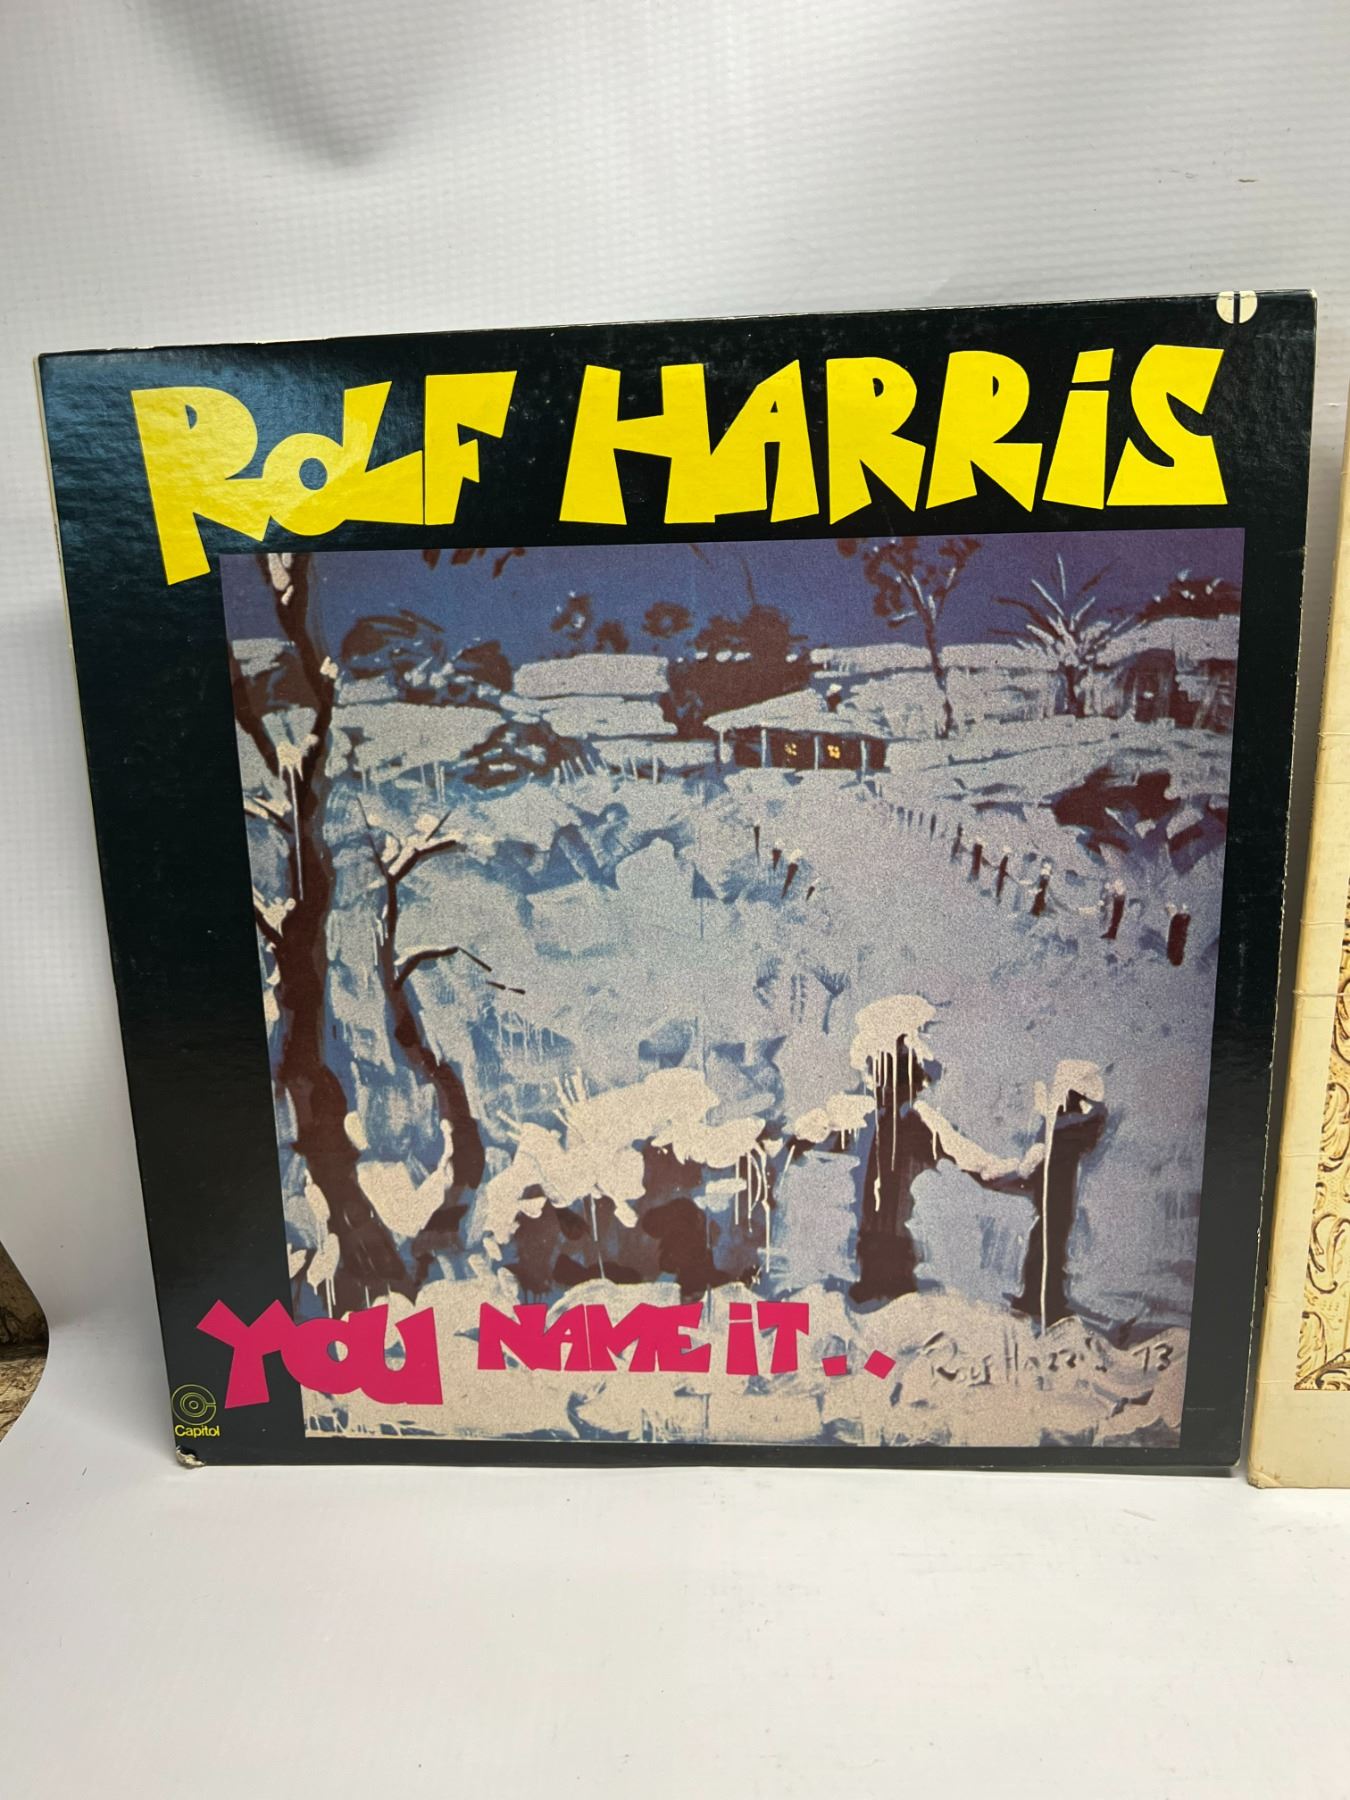 ROLF HARRIS
YOU NAME IT..
Rolf Harris 73
Capitol